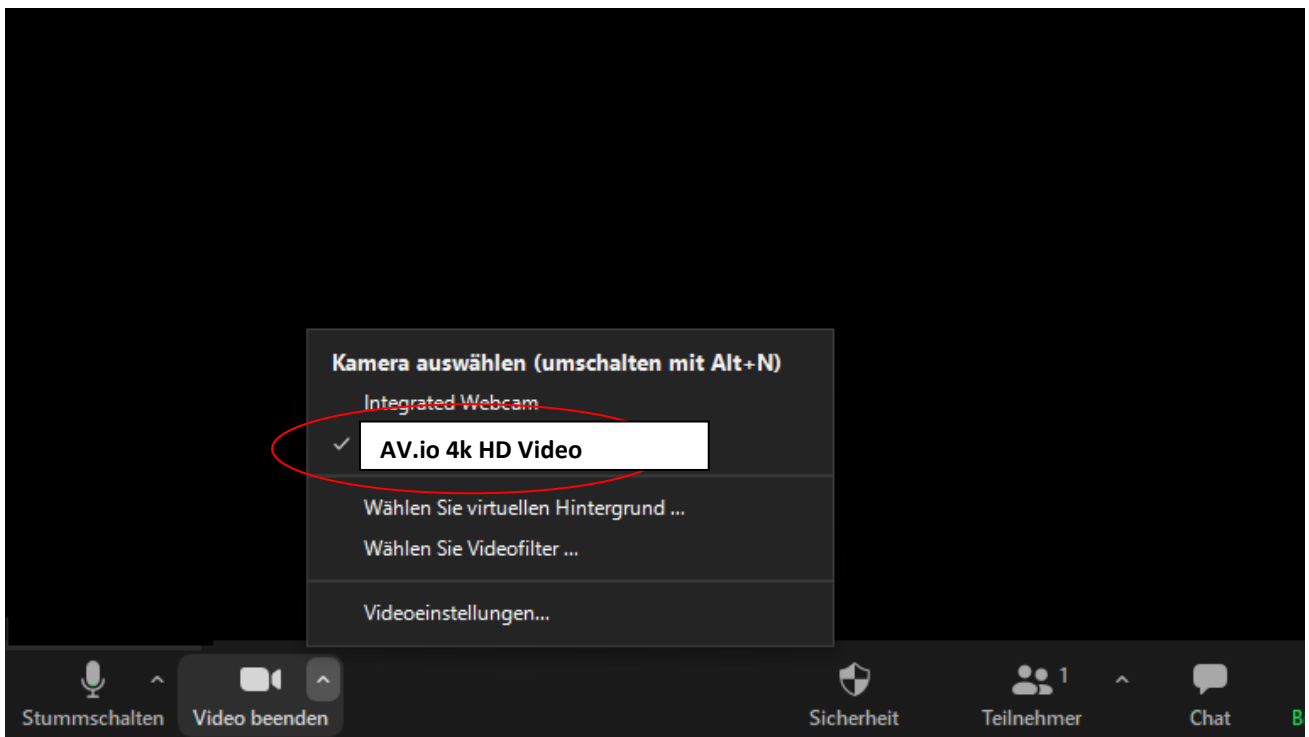 Kamera auswählen (umschalten mit Alt+N)
Integrated Webcam
AV.io 4k HD Video
Wählen Sie virtuellen Hintergrund ...
Wählen Sie Videofilter ...
Videoeinstellungen...
1
Stummschalten Video beenden Sicherheit Teilnehmer Chat